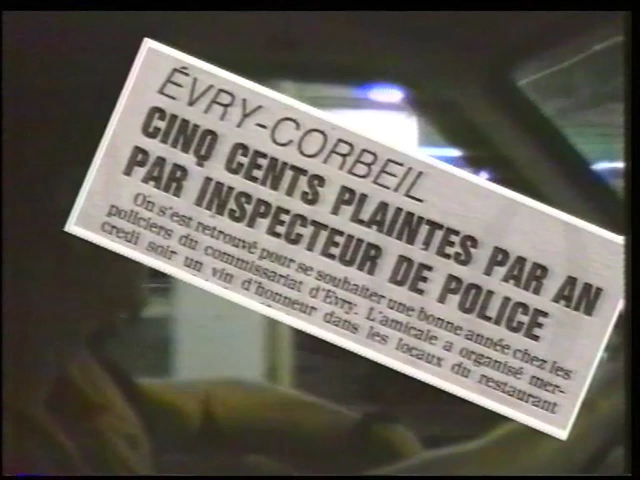 ÉVRY-CORBEIL
CINQ CENTS PLAINTES PAR AN
PAR INSPECTEUR DE POLICE
On s'est retrouvé pour se souhaiter une bonne année chez les
policiers du commissariat d'Evry. L'amicale a organisé mer-
credi soir un vin d'honneur dans les locaux du restaurant